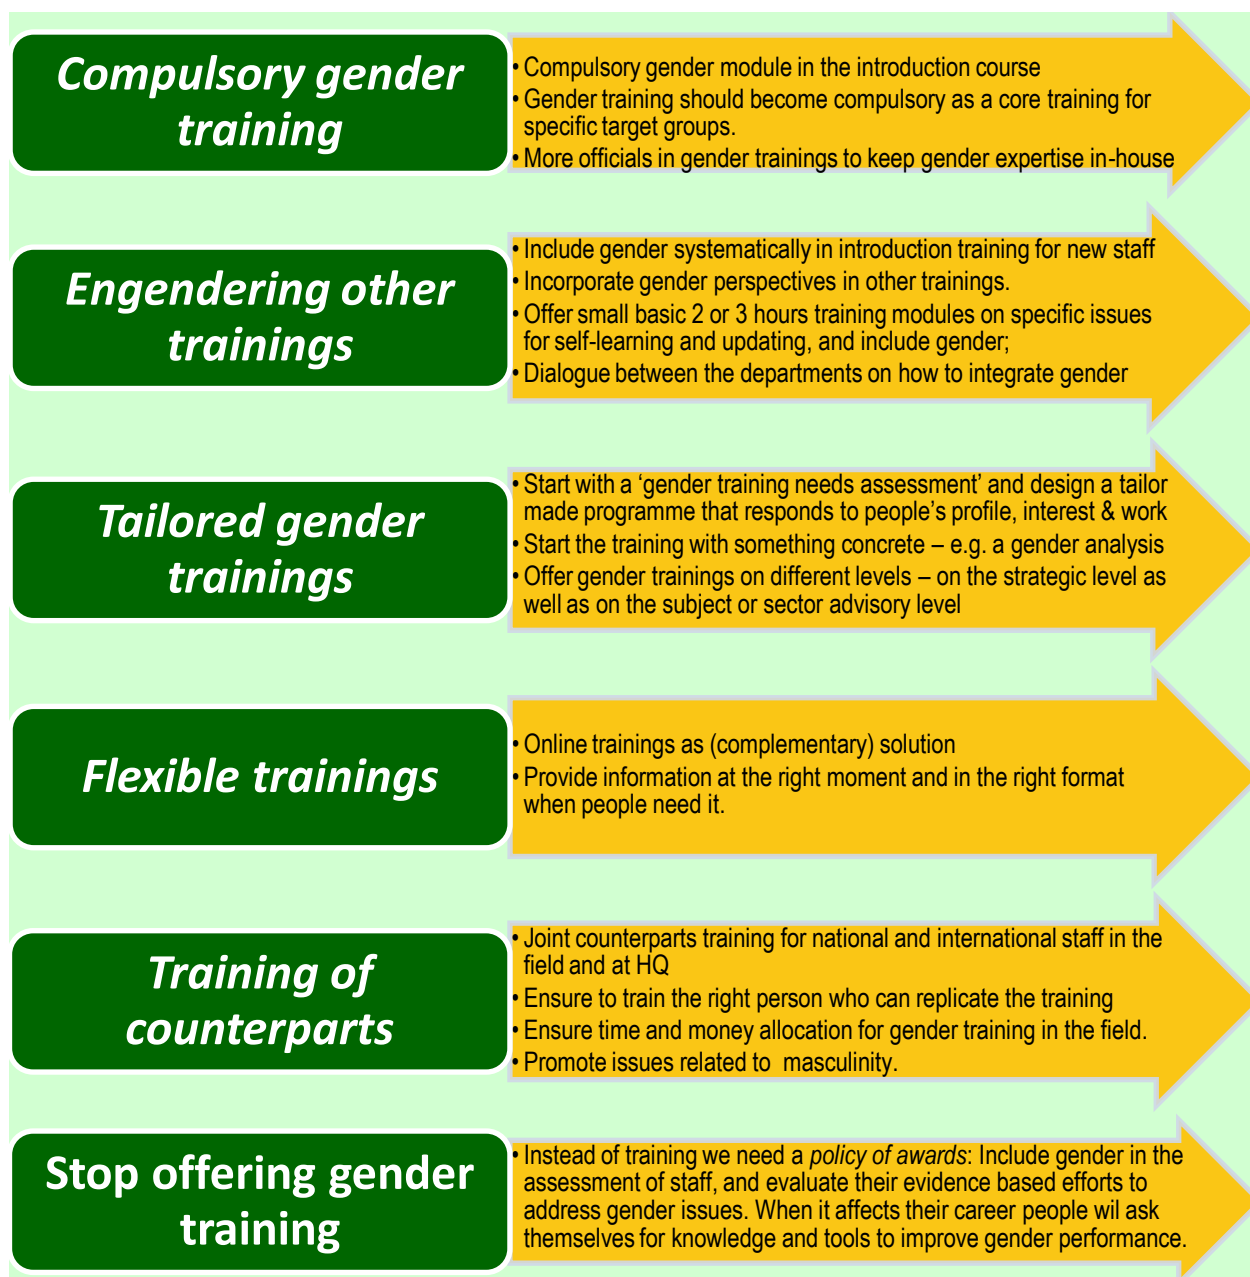 Compulsory gender
training
• Compulsory gender module in the introduction course
• Gender training should become compulsory as a core training for
specific target groups.
• More officials in gender trainings to keep gender expertise in-house
Engendering other
trainings
• Include gender systematically in introduction training for new staff
• Incorporate gender perspectives in other trainings.
• Offer small basic 2 or 3 hours training modules on specific issues
for self-learning and updating, and include gender;
• Dialogue between the departments on how to integrate gender
Tailored gender
trainings
• Start with a ‘gender training needs assessment’ and design a tailor
made programme that responds to people’s profile, interest & work
• Start the training with something concrete – e.g. a gender analysis
• Offer gender trainings on different levels – on the strategic level as
well as on the subject or sector advisory level
Flexible trainings
• Online trainings as (complementary) solution
• Provide information at the right moment and in the right format
when people need it.
Training of
counterparts
• Joint counterparts training for national and international staff in the
field and at HQ
• Ensure to train the right person who can replicate the training
• Ensure time and money allocation for gender training in the field.
• Promote issues related to  masculinity.
Stop offering gender
training
• Instead of training we need a policy of awards: Include gender in the
assessment of staff, and evaluate their evidence based efforts to
address gender issues. When it affects their career people wil ask
themselves for knowledge and tools to improve gender performance.